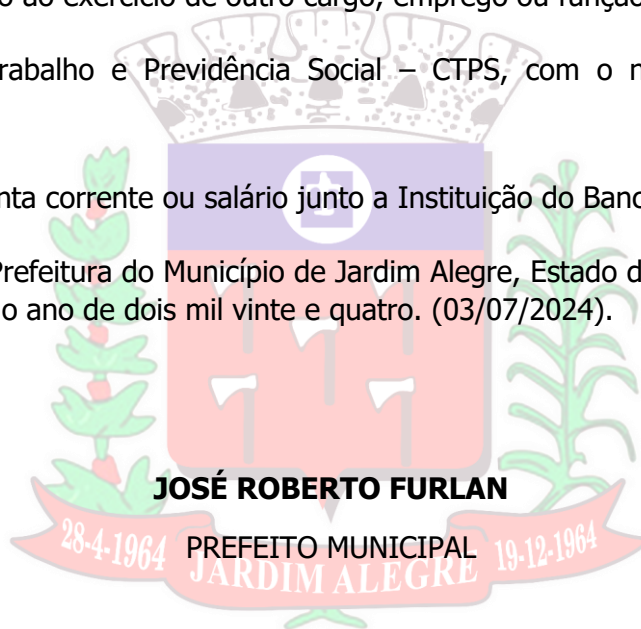 o ao exercício de outro cargo, emprego ou função
rabalho e Previdência Social – CTPS, com o n
nta corrente ou salário junto a Instituição do Banc
Prefeitura do Município de Jardim Alegre, Estado d
o ano de dois mil vinte e quatro. (03/07/2024).
JOSÉ ROBERTO FURLAN
PREFEITO MUNICIPAL
28-4-1964 JARDIM ALEGRE 19-12-1964